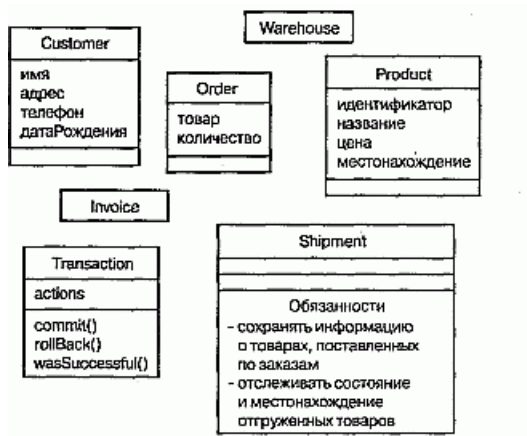 Warehouse
Customer
имя
адрес
телефон
датаРождения
Order
товар
количество
Product
идентификатор
название
цена
местонахождение
Invoice
Transaction
actions
commit()
rollBack()
wasSuccessful()
Shipment
Обязанности
- сохранять информацию
о товарах, поставленных
по заказам
- отслеживать состояние
и местонахождение
отгруженных товаров